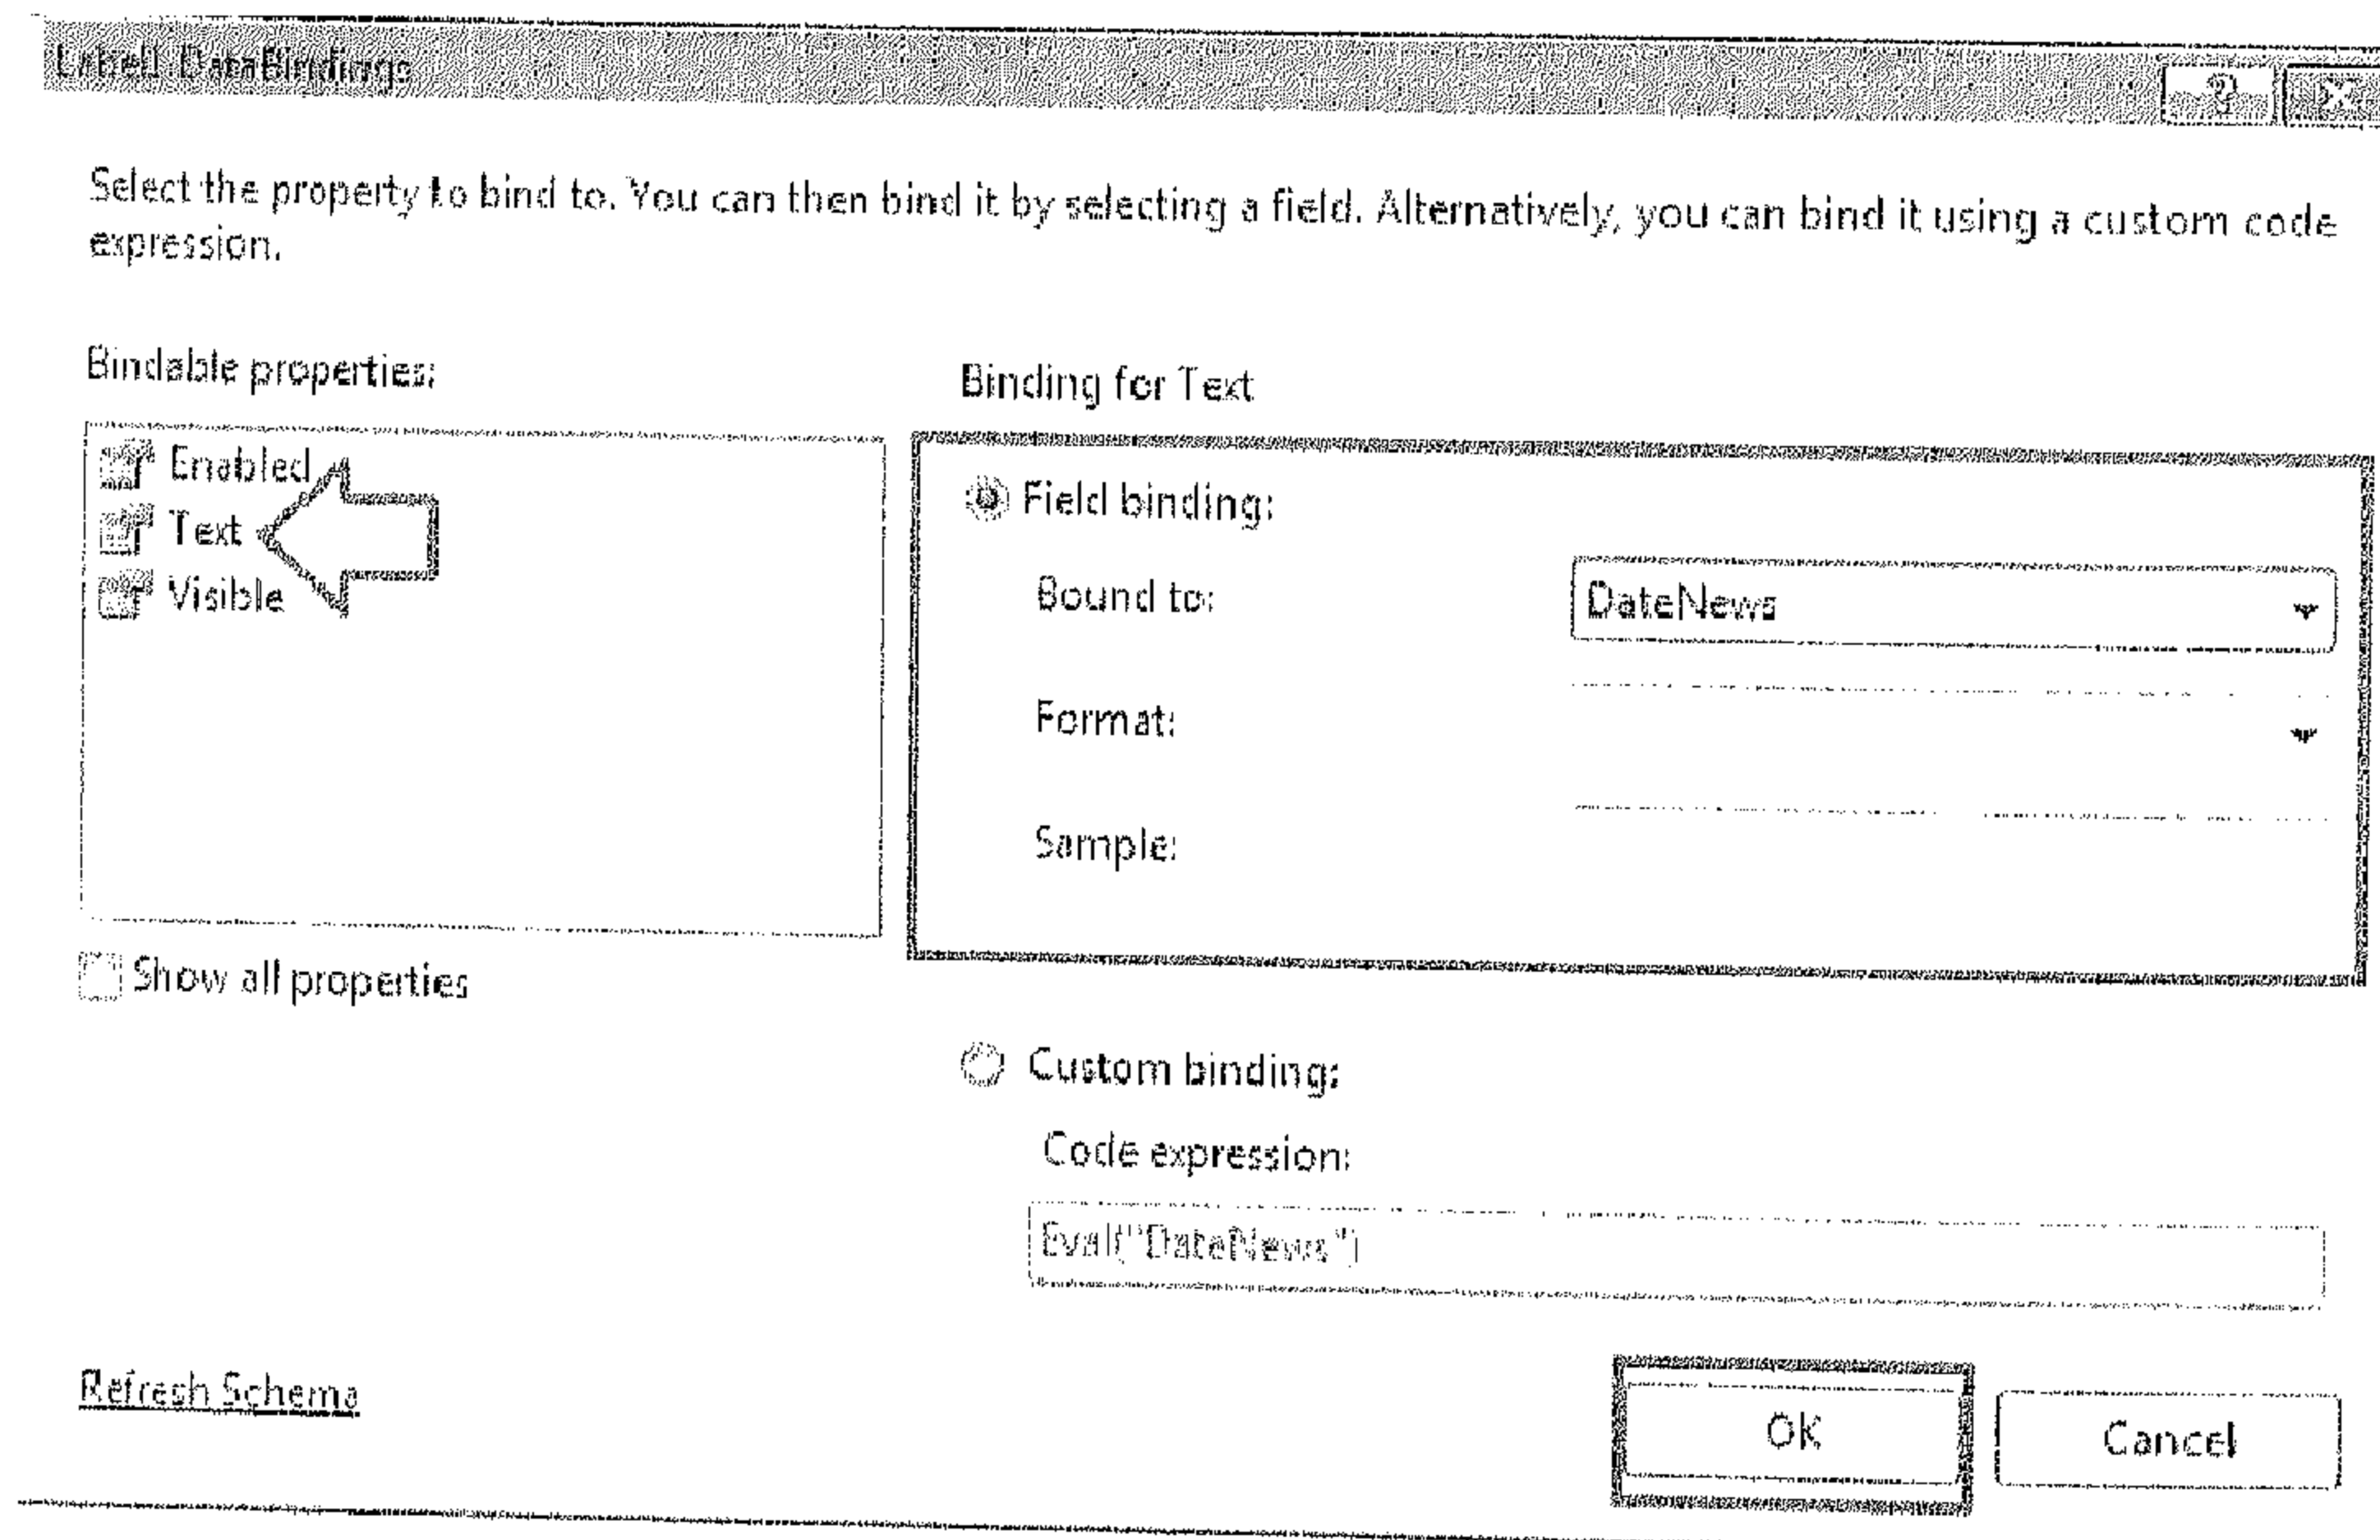 Label1 DataBindings
?
Select the property to bind to. You can then bind it by selecting a field. Alternatively, you can bind it using a custom code
expression.
Bindable properties:
Binding for Text
Enabled
Text
Visible
Field binding:
Bound to:
DateNews
Format:
Sample:
Show all properties
Custom binding:
Code expression:
Eval("DateNews")
Refresh Schema
OK
Cancel